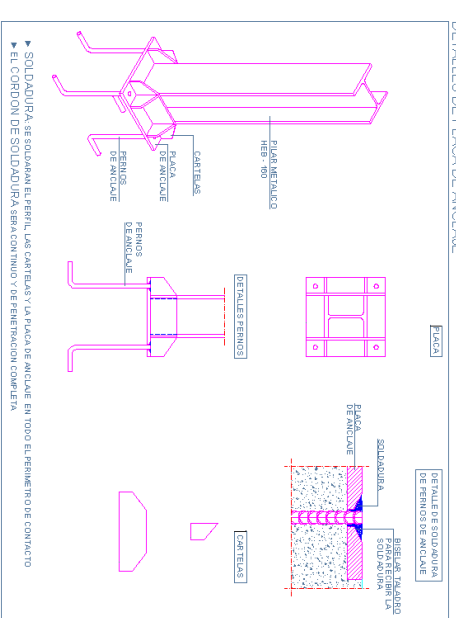 DETALLES DE PLACA DE ANCLAJE
PILAR METALICO
HEB - 160
CARTELAS
PLACA
DE ANCLAJE
PERNOS
DE ANCLAJE
PLACA
DETALLES PERNOS
PERNOS
DE ANCLAJE
DETALLE DE SOLDADURA
DE PERNOS DE ANCLAJE
SOLDADURA
PLACA
DE ANCLAJE
BISELAR TALADRO
PARA RECIBIR LA
SOLDADURA
CARTELAS
► SOLDADURA: SE SOLDARAN EL PERFIL, LAS CARTELAS Y LA PLACA DE ANCLAJE EN TODO EL PERIMETRO DE CONTACTO
► EL CORDON DE SOLDADURA SERA CONTINUO Y DE PENETRACION COMPLETA